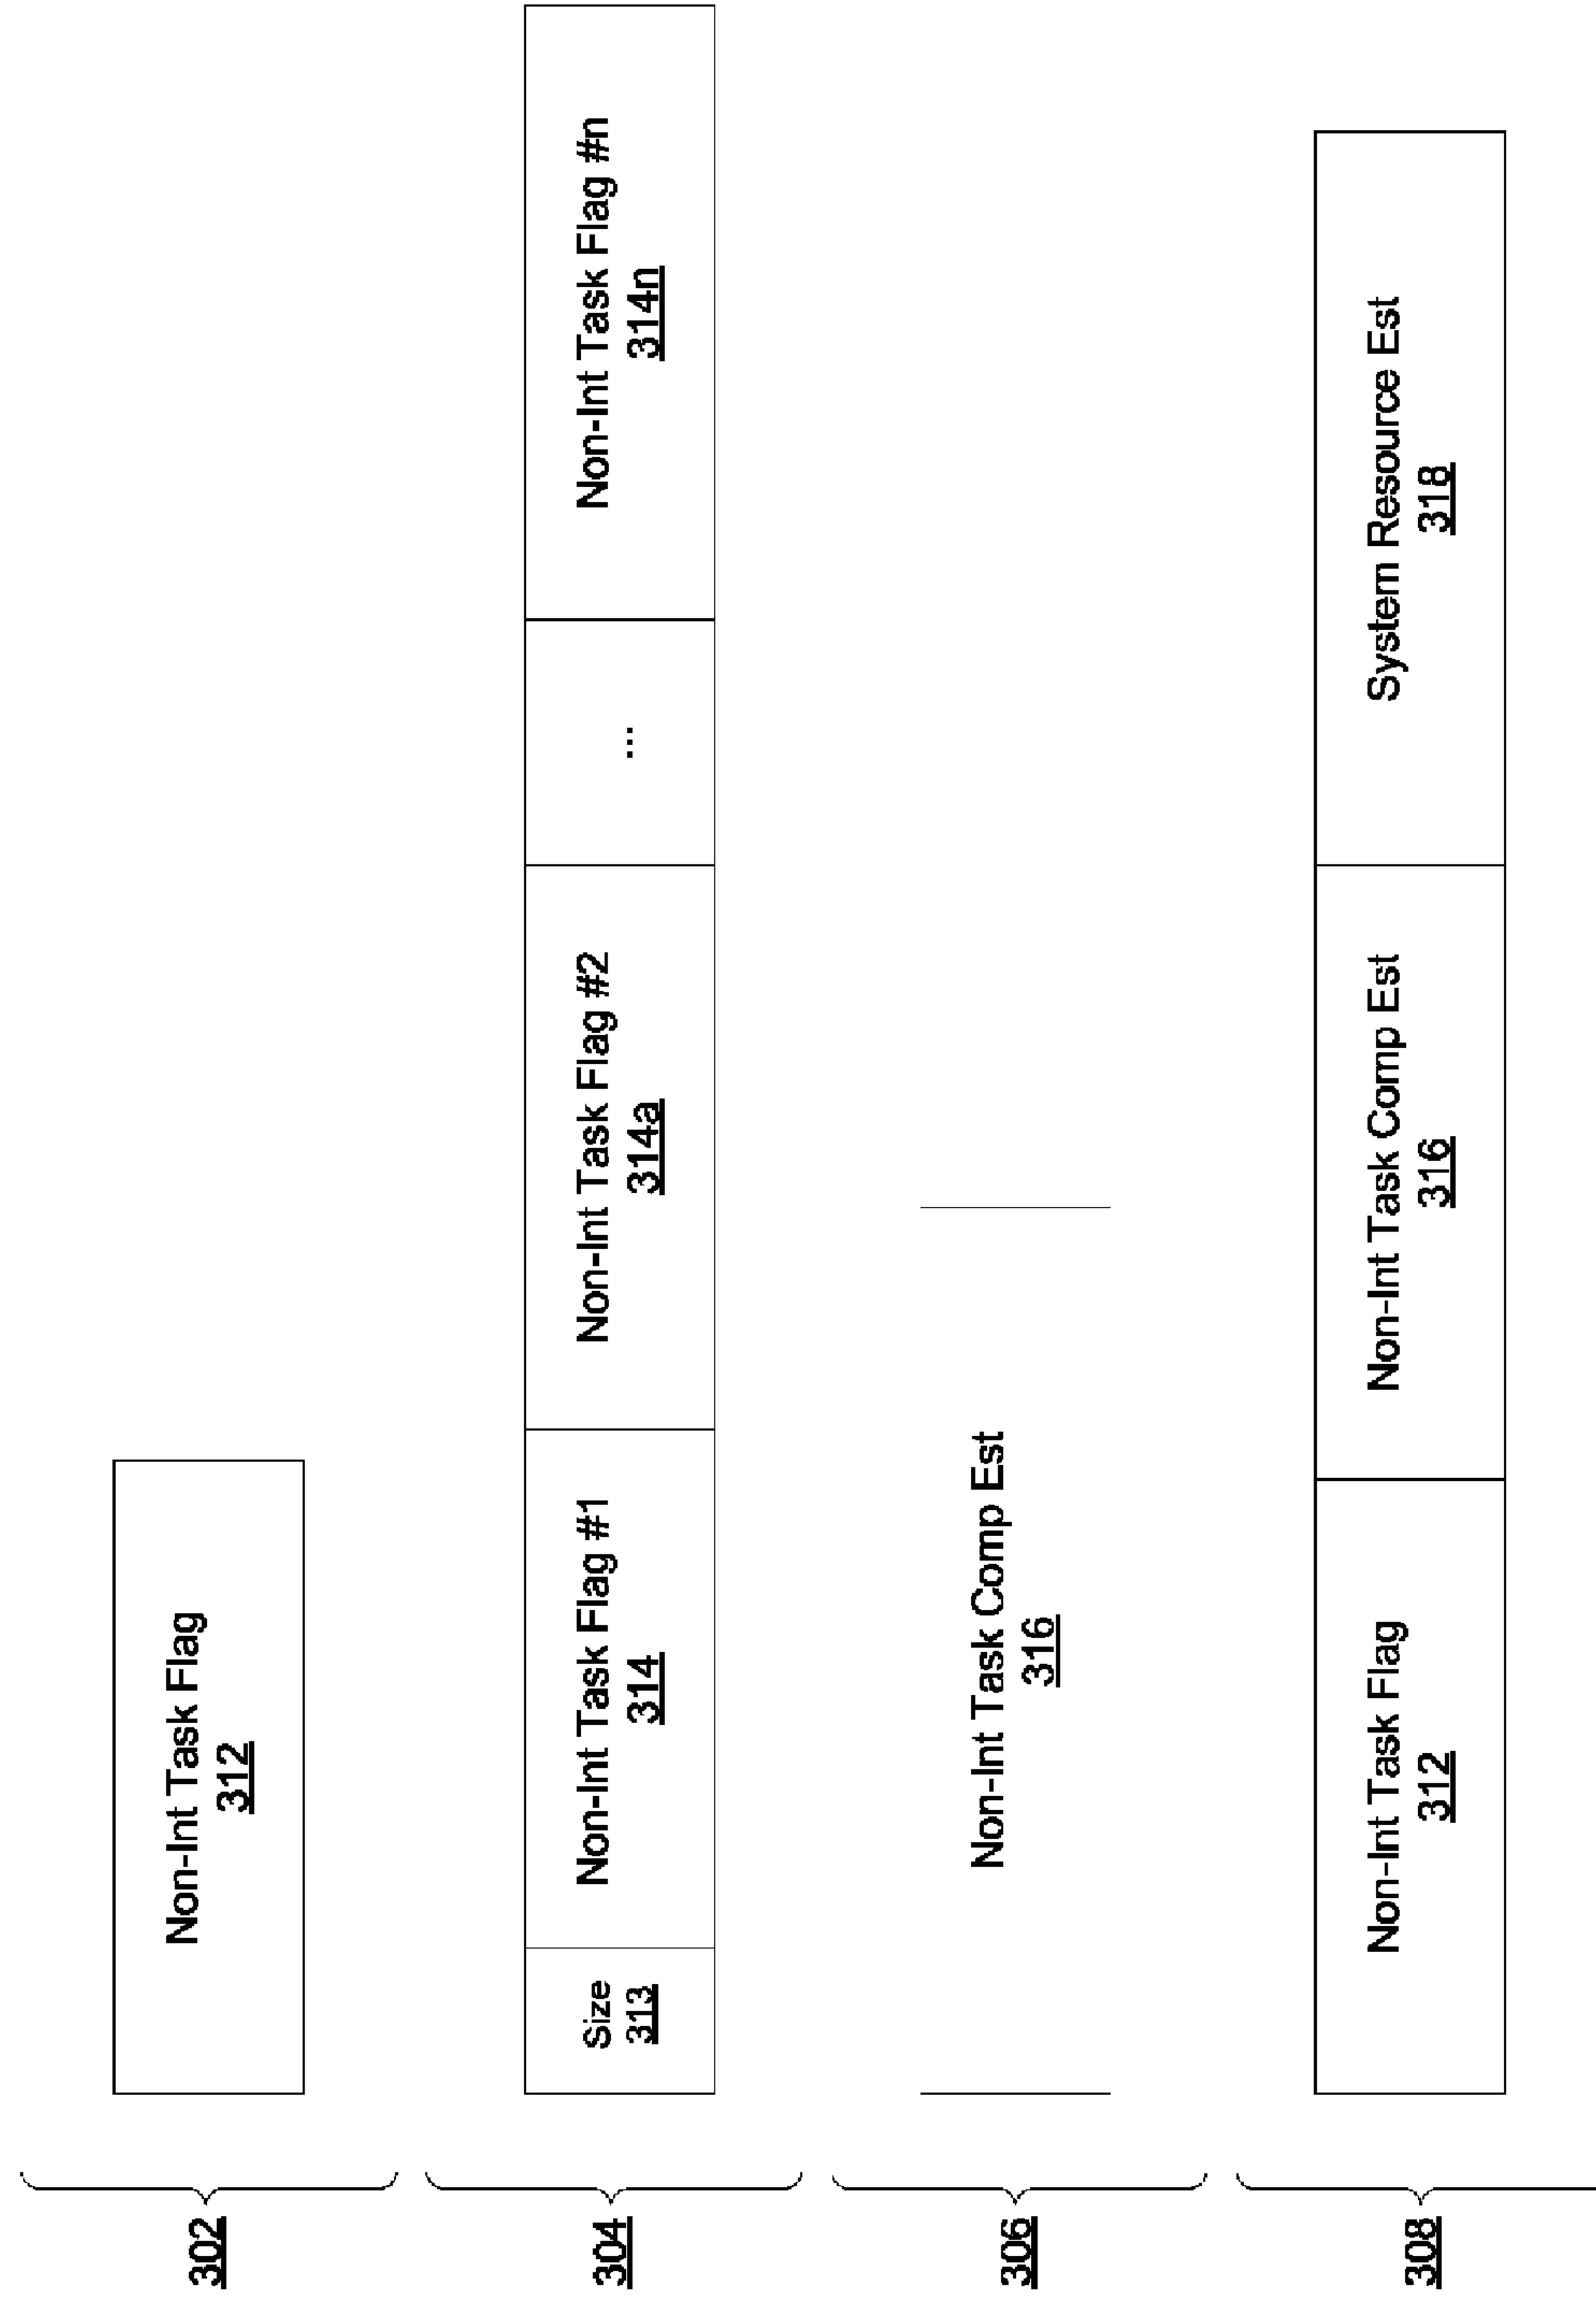 302
Non-Int Task Flag
312
304
Size
313
Non-Int Task Flag #1
314
Non-Int Task Flag #2
314a
...
Non-Int Task Flag #n
314n
306
Non-Int Task Comp Est
316
308
Non-Int Task Flag
312
Non-Int Task Comp Est
316
System Resource Est
318